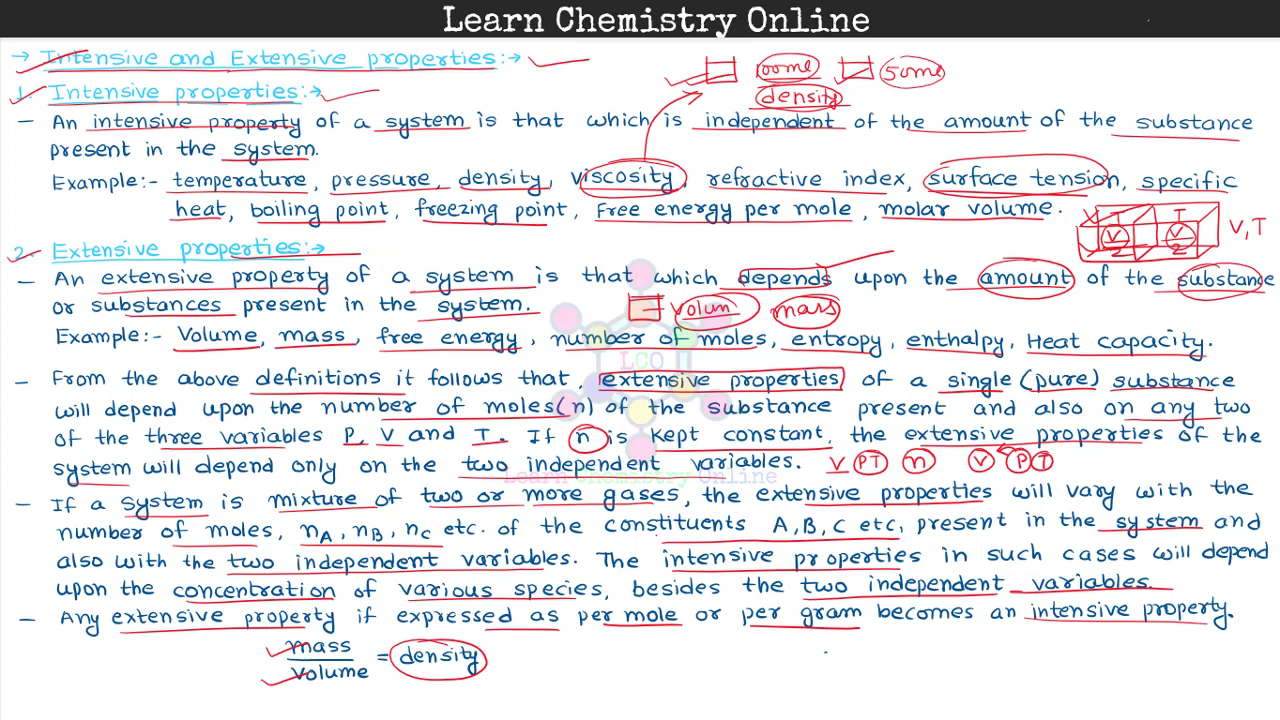 Learn Chemistry Online
→ Intensive and Extensive properties:→
100ml 50ml
1. Intensive properties:→
density
- An intensive property of a system is that which is independent of the amount of the substance
present in the system.
Example:- temperature, pressure, density, viscosity, refractive index, surface tension, specific
heat, boiling point, freezing point, Free energy per mole, molar volume.
T T
V/2 V/2 V,T
2. Extensive properties:→
- An extensive property of a system is that which depends upon the amount of the substance
or substances present in the system.
volum mass
Example:- Volume, mass, free energy, number of moles, entropy, enthalpy, Heat capacity.
LCO
- From the above definitions it follows that, extensive properties of a single (pure) substance
will depend upon the number of moles(n) of the substance present and also on any two
of the three variables P, V and T. If n is kept constant, the extensive properties of the
system will depend only on the two independent variables. V PT n V P T
Learn Chemistry Online
- If a system is mixture of two or more gases, the extensive properties will vary with the
number of moles, nA, nB, nC etc. of the constituents A,B,C etc, present in the system and
also with the two independent variables. The intensive properties in such cases will depend
upon the concentration of various species, besides the two independent variables.
- Any extensive property if expressed as per mole or per gram becomes an intensive property.
mass
= density
volume